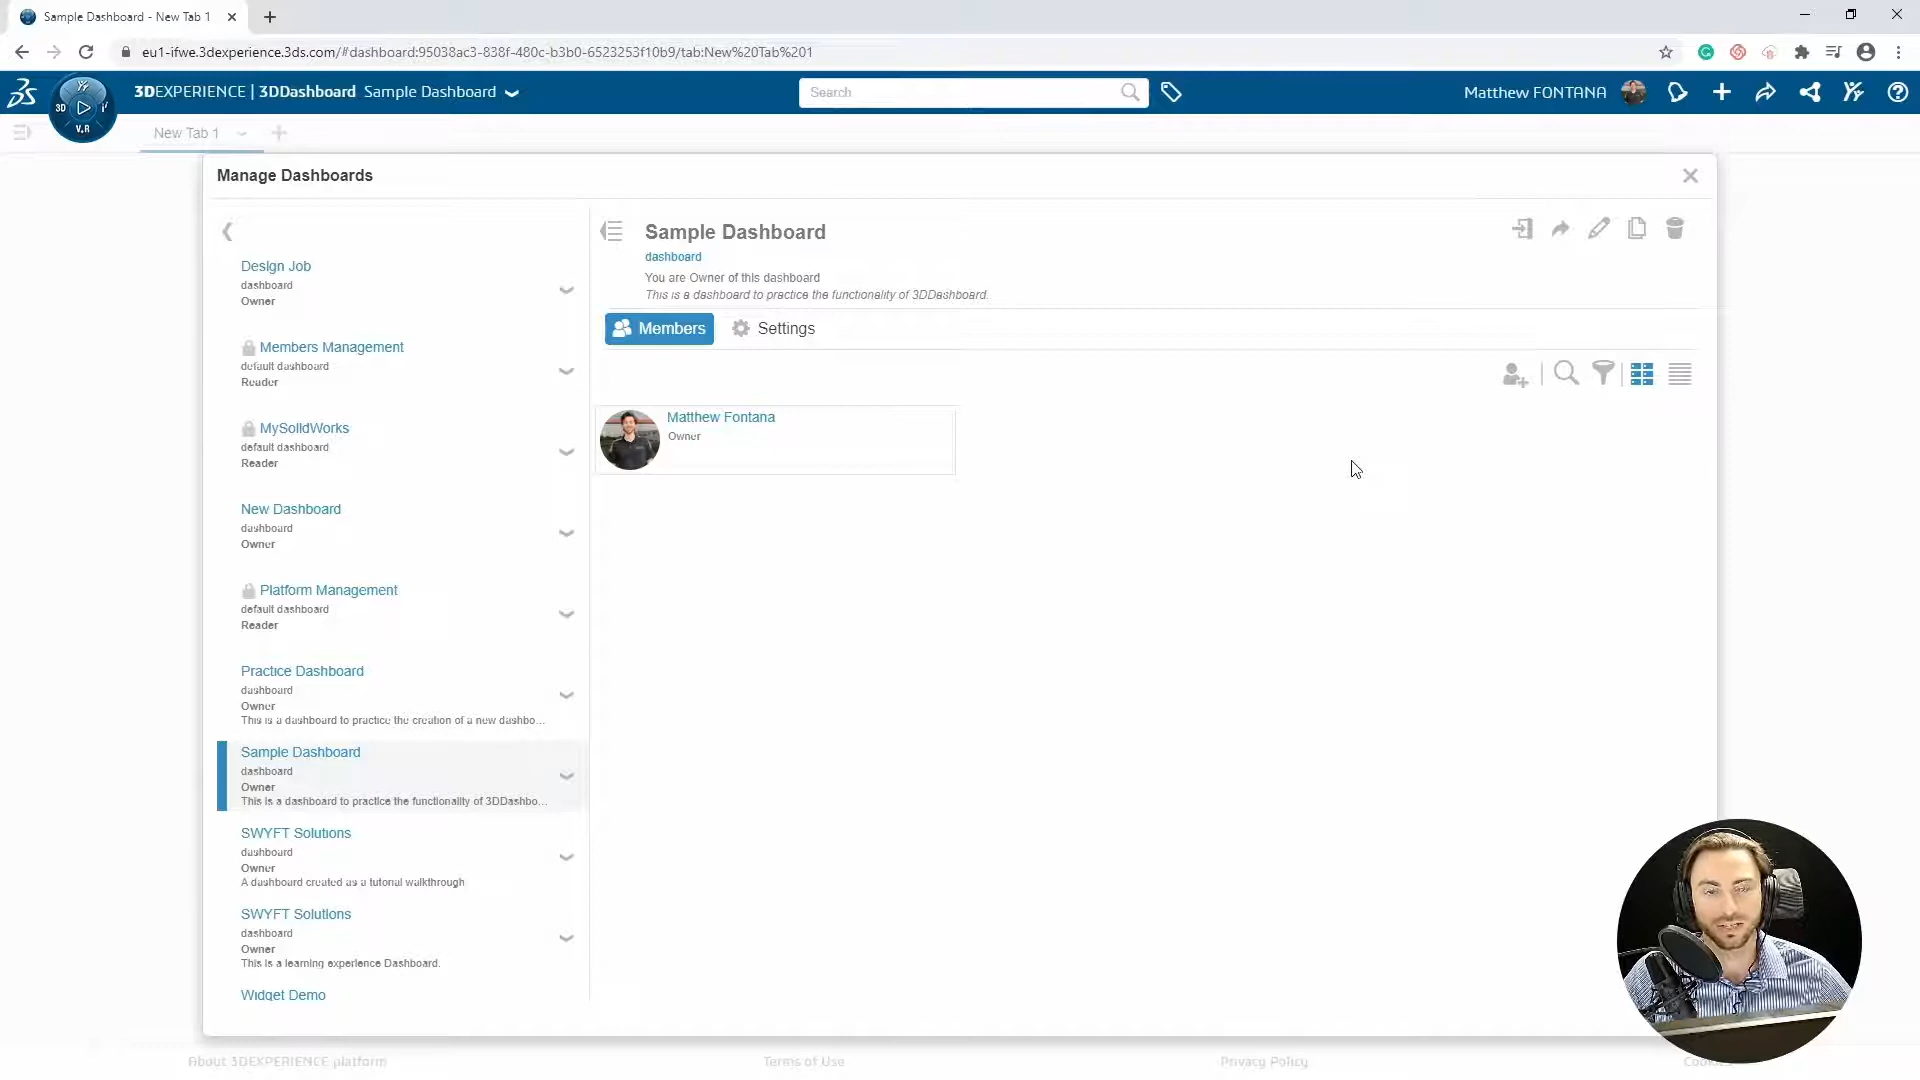 Sample Dashboard - New Tab 1
eu1-ifwe.3dexperience.3ds.com/#dashboard:95038ac3-838f-480c-b3b0-6523253f10b9/tab:New%20Tab%201
3DEXPERIENCE | 3DDashboard Sample Dashboard
Search
Matthew FONTANA
3D
V.R
New Tab 1
Manage Dashboards
Design Job
dashboard
Owner
Members Management
default dashboard
Reader
MySolidWorks
default dashboard
Reader
New Dashboard
dashboard
Owner
Platform Management
default dashboard
Reader
Practice Dashboard
dashboard
Owner
This is a dashboard to practice the creation of a new dashbo...
Sample Dashboard
dashboard
Owner
This is a dashboard to practice the functionality of 3DDashbo...
SWYFT Solutions
dashboard
Owner
A dashboard created as a tutorial walkthrough
SWYFT Solutions
dashboard
Owner
This is a learning experience Dashboard.
Widget Demo
Sample Dashboard
dashboard
You are Owner of this dashboard
This is a dashboard to practice the functionality of 3DDashboard.
Members
Settings
Matthew Fontana
Owner
About 3DEXPERIENCE platform
Terms of Use
Privacy Policy